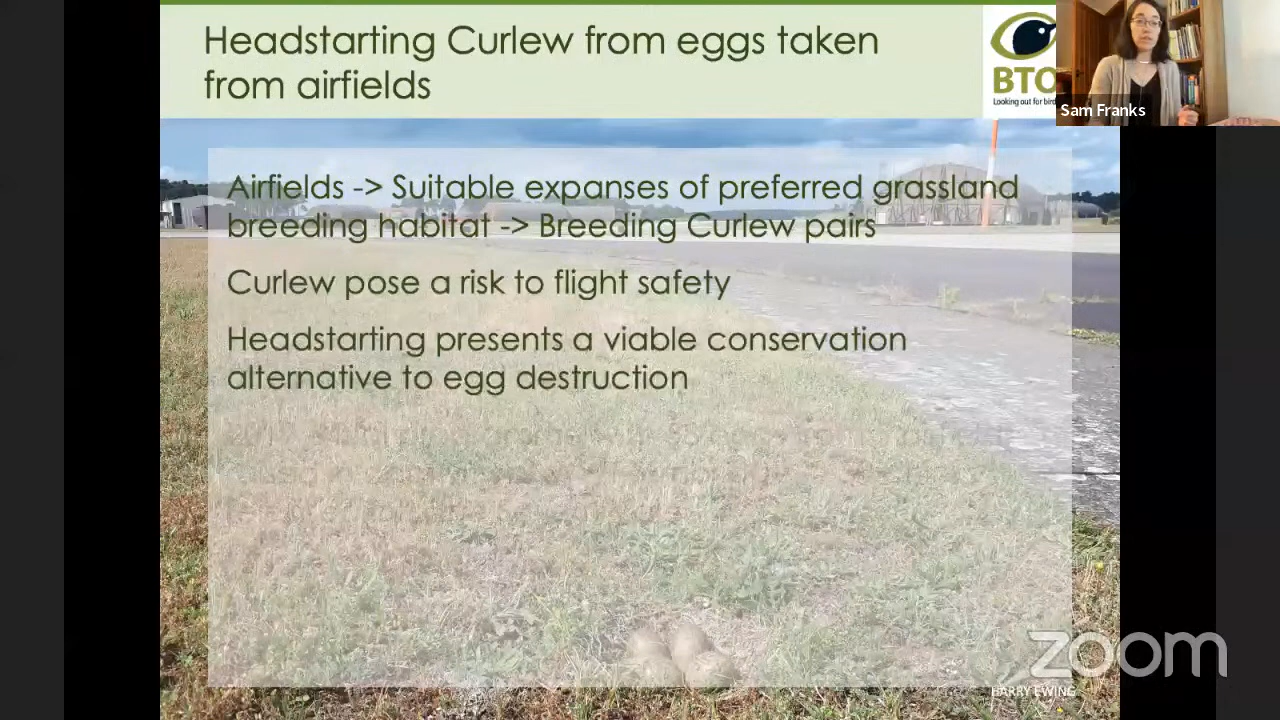 Headstarting Curlew from eggs taken
from airfields
BTO
Looking out for
Sam Franks
Airfields -> Suitable expanses of preferred grassland
breeding habitat -> Breeding Curlew pairs
Curlew pose a risk to flight safety
Headstarting presents a viable conservation
alternative to egg destruction
zoom
HARRY EWING